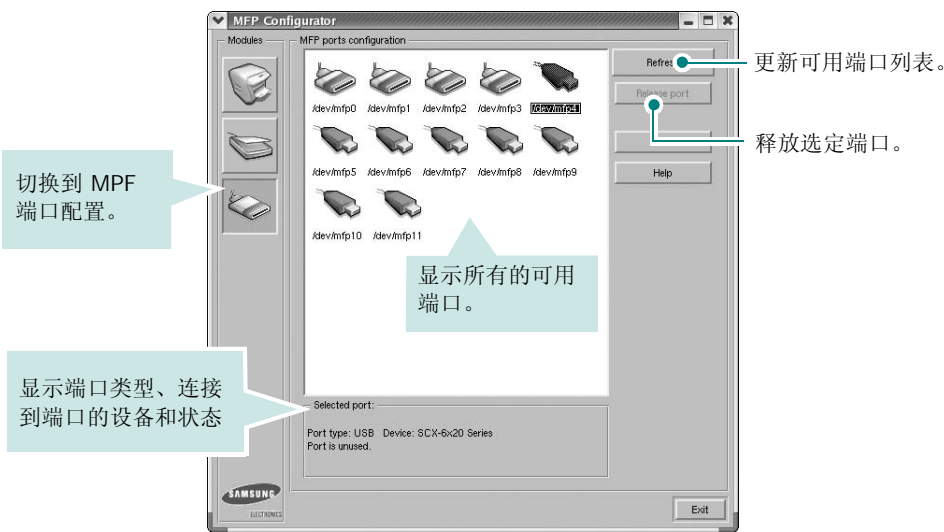 MFP Configurator
Modules
MFP ports configuration
/dev/mfp0 /dev/mfp1 /dev/mfp2 /dev/mfp3 /dev/mfp4
/dev/mfp5 /dev/mfp6 /dev/mfp7 /dev/mfp8 /dev/mfp9
/dev/mfp10 /dev/mfp11
Refresh
更新可用端口列表。
Release port
释放选定端口。
Help
切换到 MPF
端口配置。
显示所有的可用
端口。
显示端口类型、连接
到端口的设备和状态
Selected port:
Port type: USB Device: SCX-6x20 Series
Port is unused.
SAMSUNG
ELECTRONICS
Exit